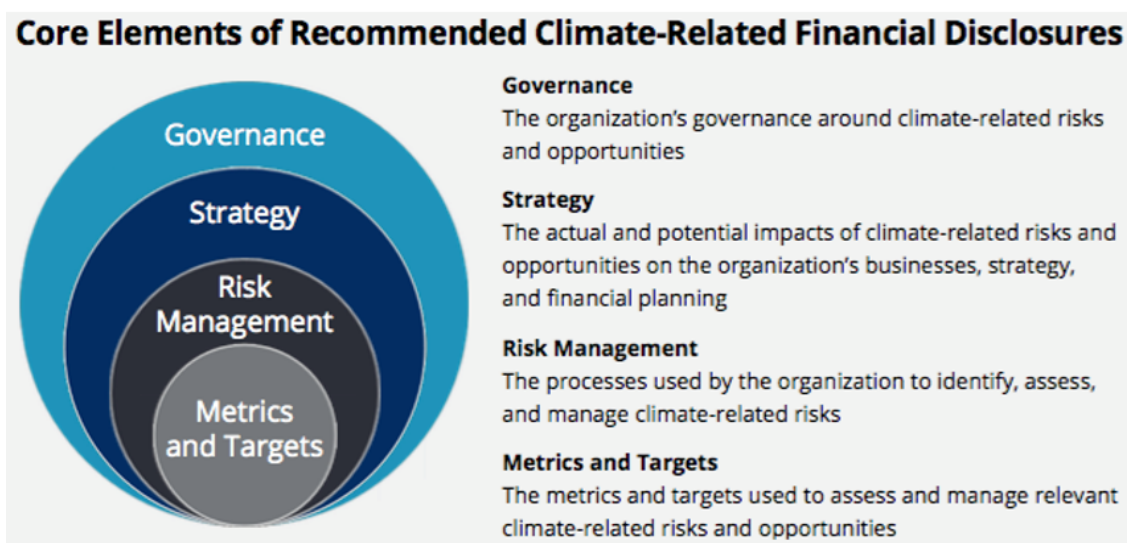 Core Elements of Recommended Climate-Related Financial Disclosures
Governance
Strategy
Risk
Management
Metrics
and Targets
Governance
The organization's governance around climate-related risks
and opportunities
Strategy
The actual and potential impacts of climate-related risks and
opportunities on the organization's businesses, strategy,
and financial planning
Risk Management
The processes used by the organization to identify, assess,
and manage climate-related risks
Metrics and Targets
The metrics and targets used to assess and manage relevant
climate-related risks and opportunities